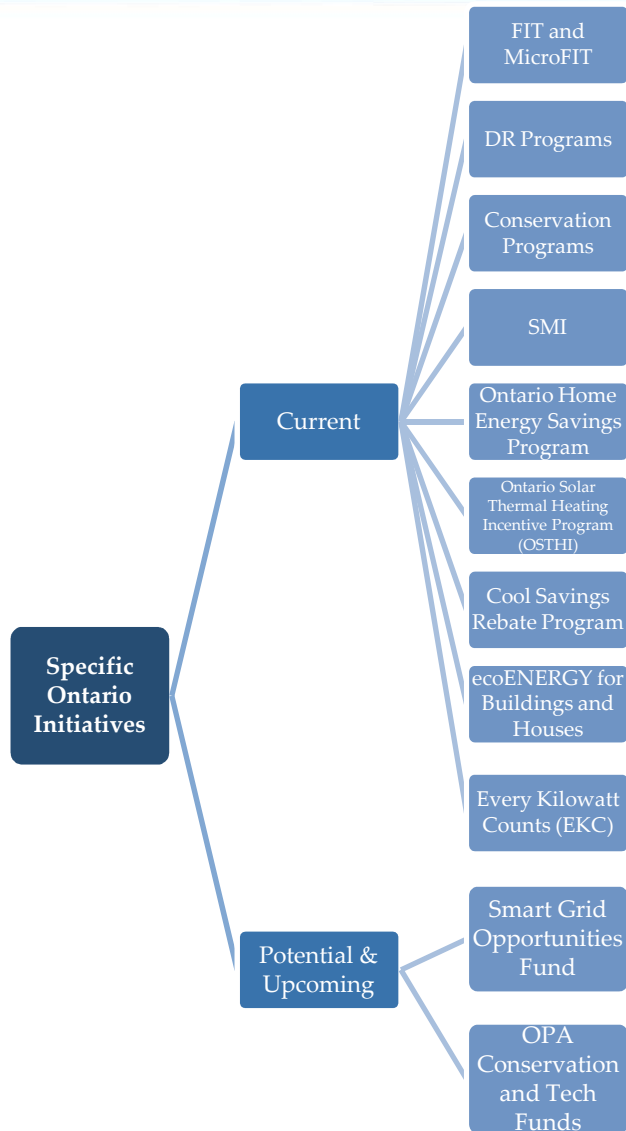 Specific
Ontario
Initiatives
Current
FIT and
MicroFIT
DR Programs
Conservation
Programs
SMI
Ontario Home
Energy Savings
Program
Ontario Solar
Thermal Heating
Incentive Program
(OSTHI)
Cool Savings
Rebate Program
ecoENERGY for
Buildings and
Houses
Every Kilowatt
Counts (EKC)
Potential &
Upcoming
Smart Grid
Opportunities
Fund
OPA
Conservation
and Tech
Funds